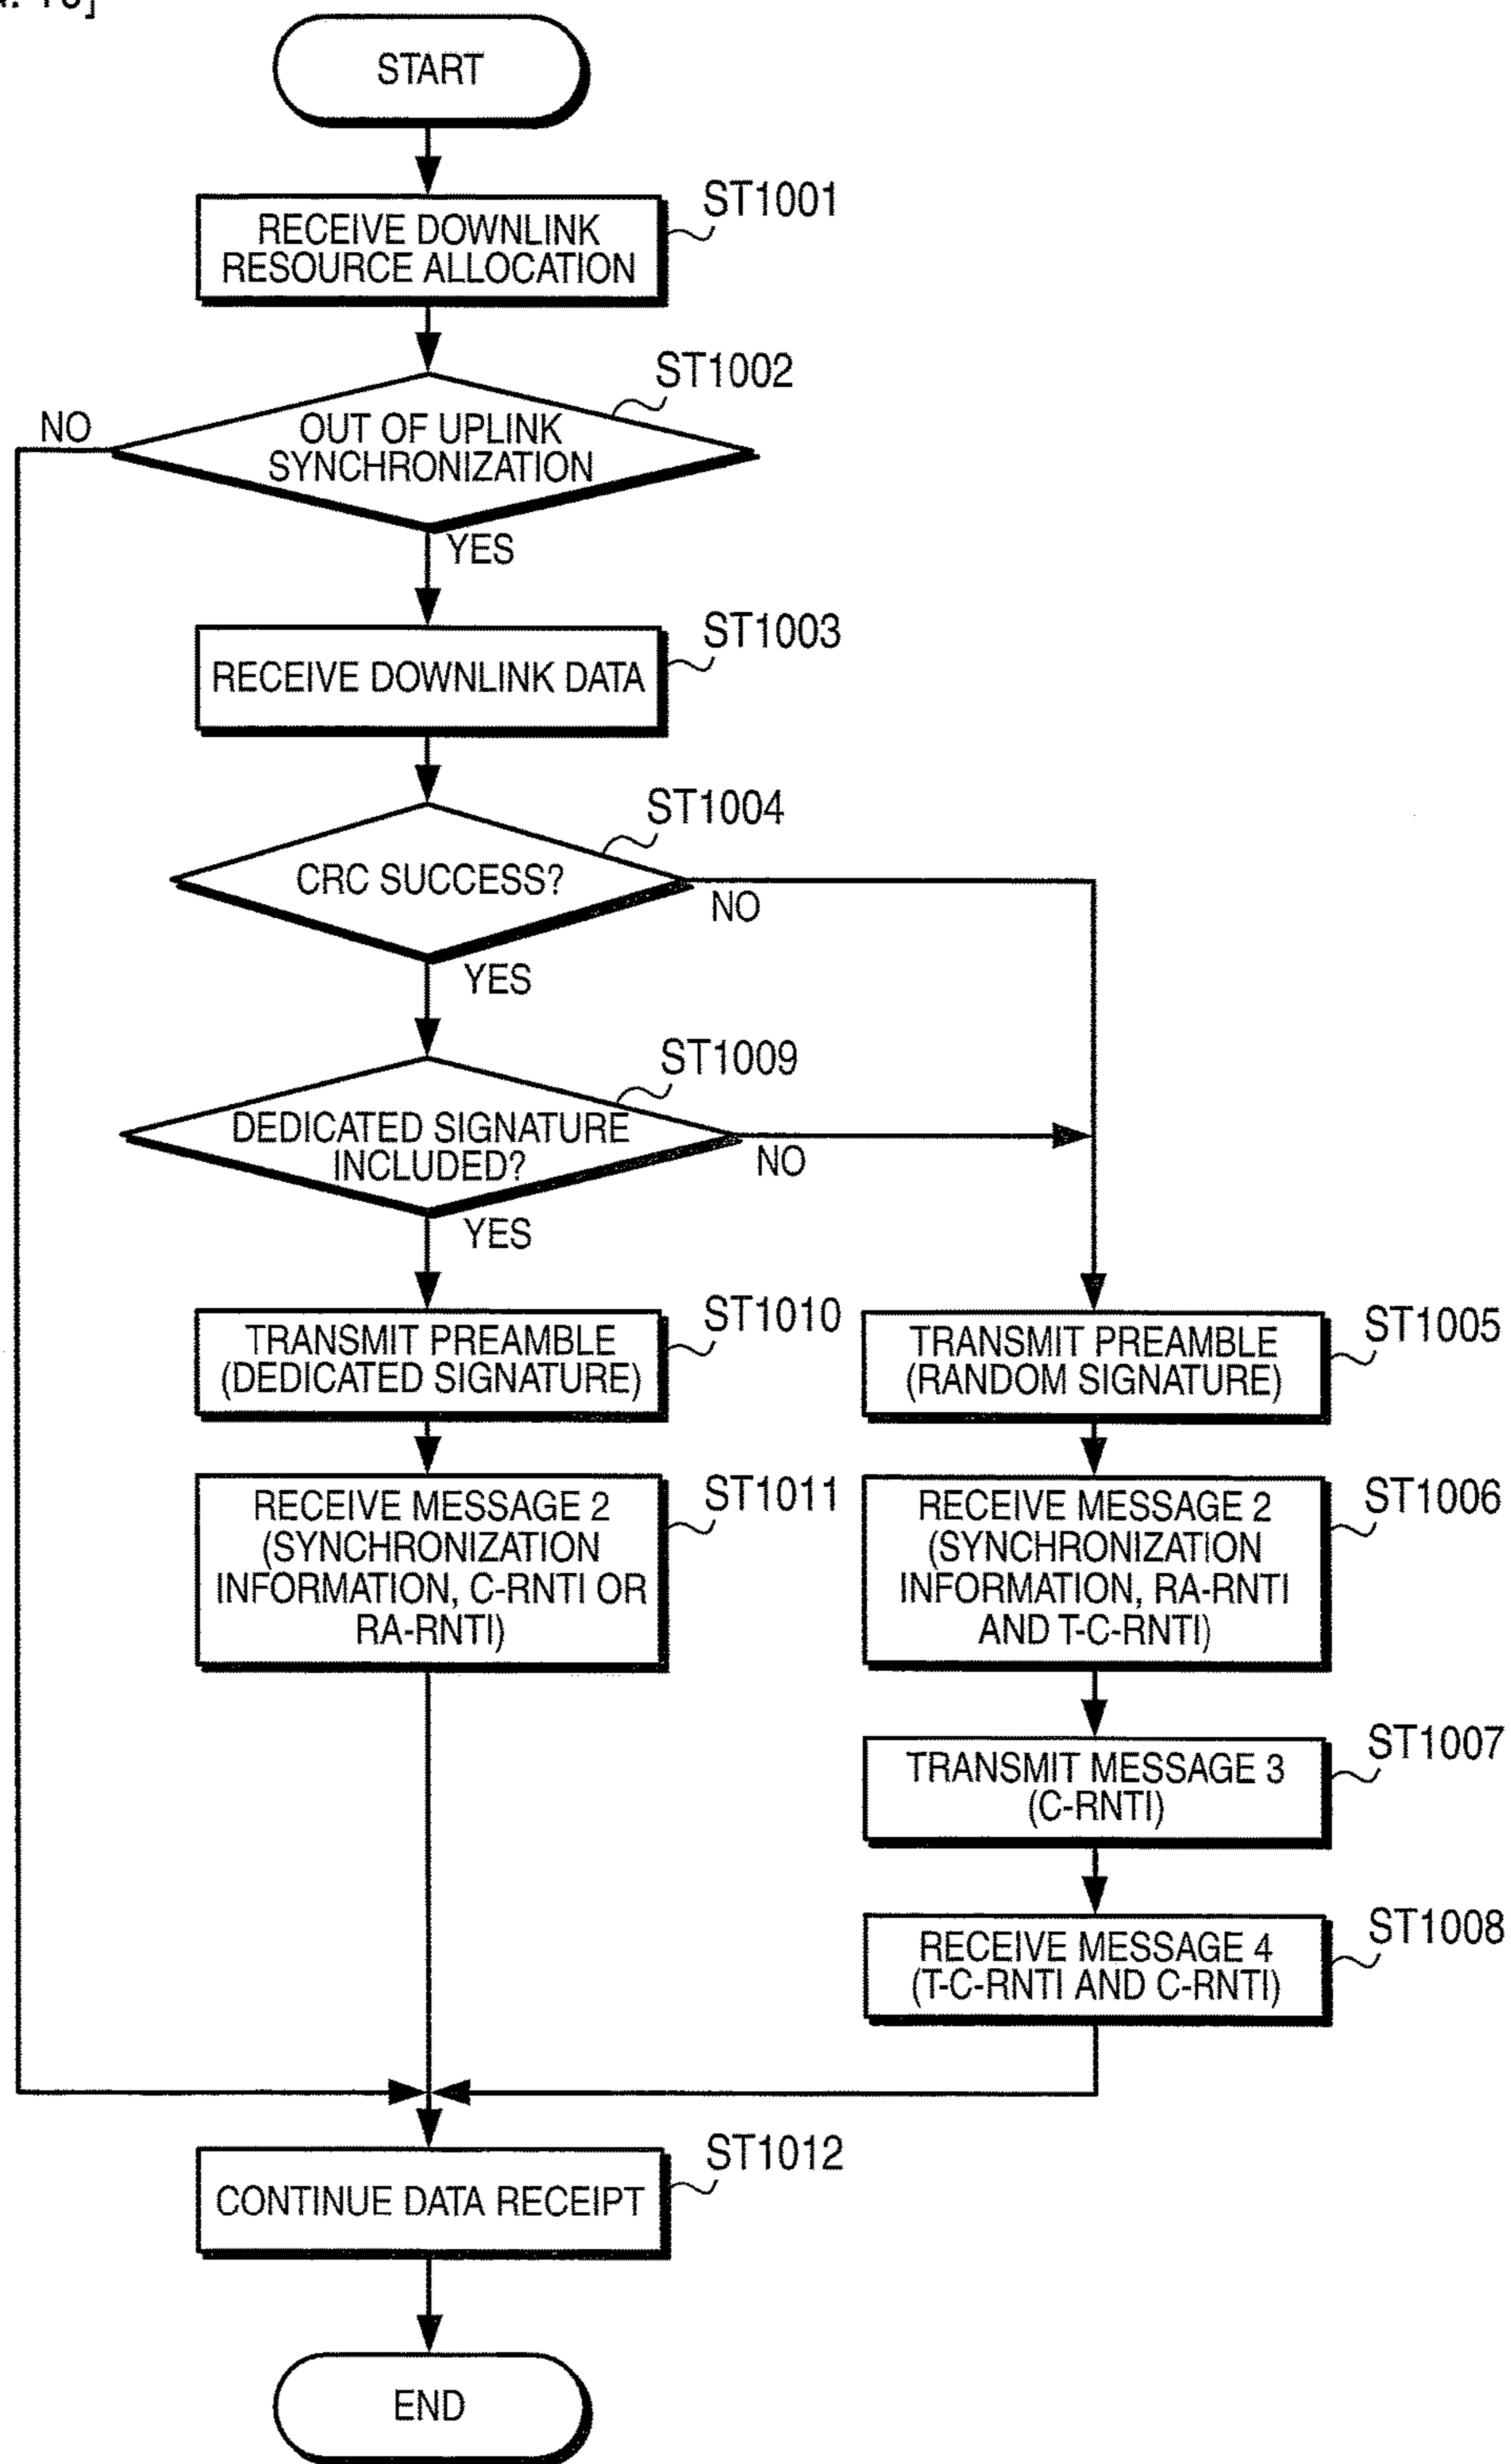 START
ST1001
RECEIVE DOWNLINK
RESOURCE ALLOCATION
ST1002
NO
OUT OF UPLINK
SYNCHRONIZATION
YES
ST1003
RECEIVE DOWNLINK DATA
ST1004
CRC SUCCESS?
NO
YES
ST1009
DEDICATED SIGNATURE
INCLUDED?
NO
YES
ST1010
TRANSMIT PREAMBLE
(DEDICATED SIGNATURE)
ST1005
TRANSMIT PREAMBLE
(RANDOM SIGNATURE)
ST1011
RECEIVE MESSAGE 2
(SYNCHRONIZATION
INFORMATION, C-RNTI OR
RA-RNTI)
ST1006
RECEIVE MESSAGE 2
(SYNCHRONIZATION
INFORMATION, RA-RNTI
AND T-C-RNTI)
ST1007
TRANSMIT MESSAGE 3
(C-RNTI)
ST1008
RECEIVE MESSAGE 4
(T-C-RNTI AND C-RNTI)
ST1012
CONTINUE DATA RECEIPT
END